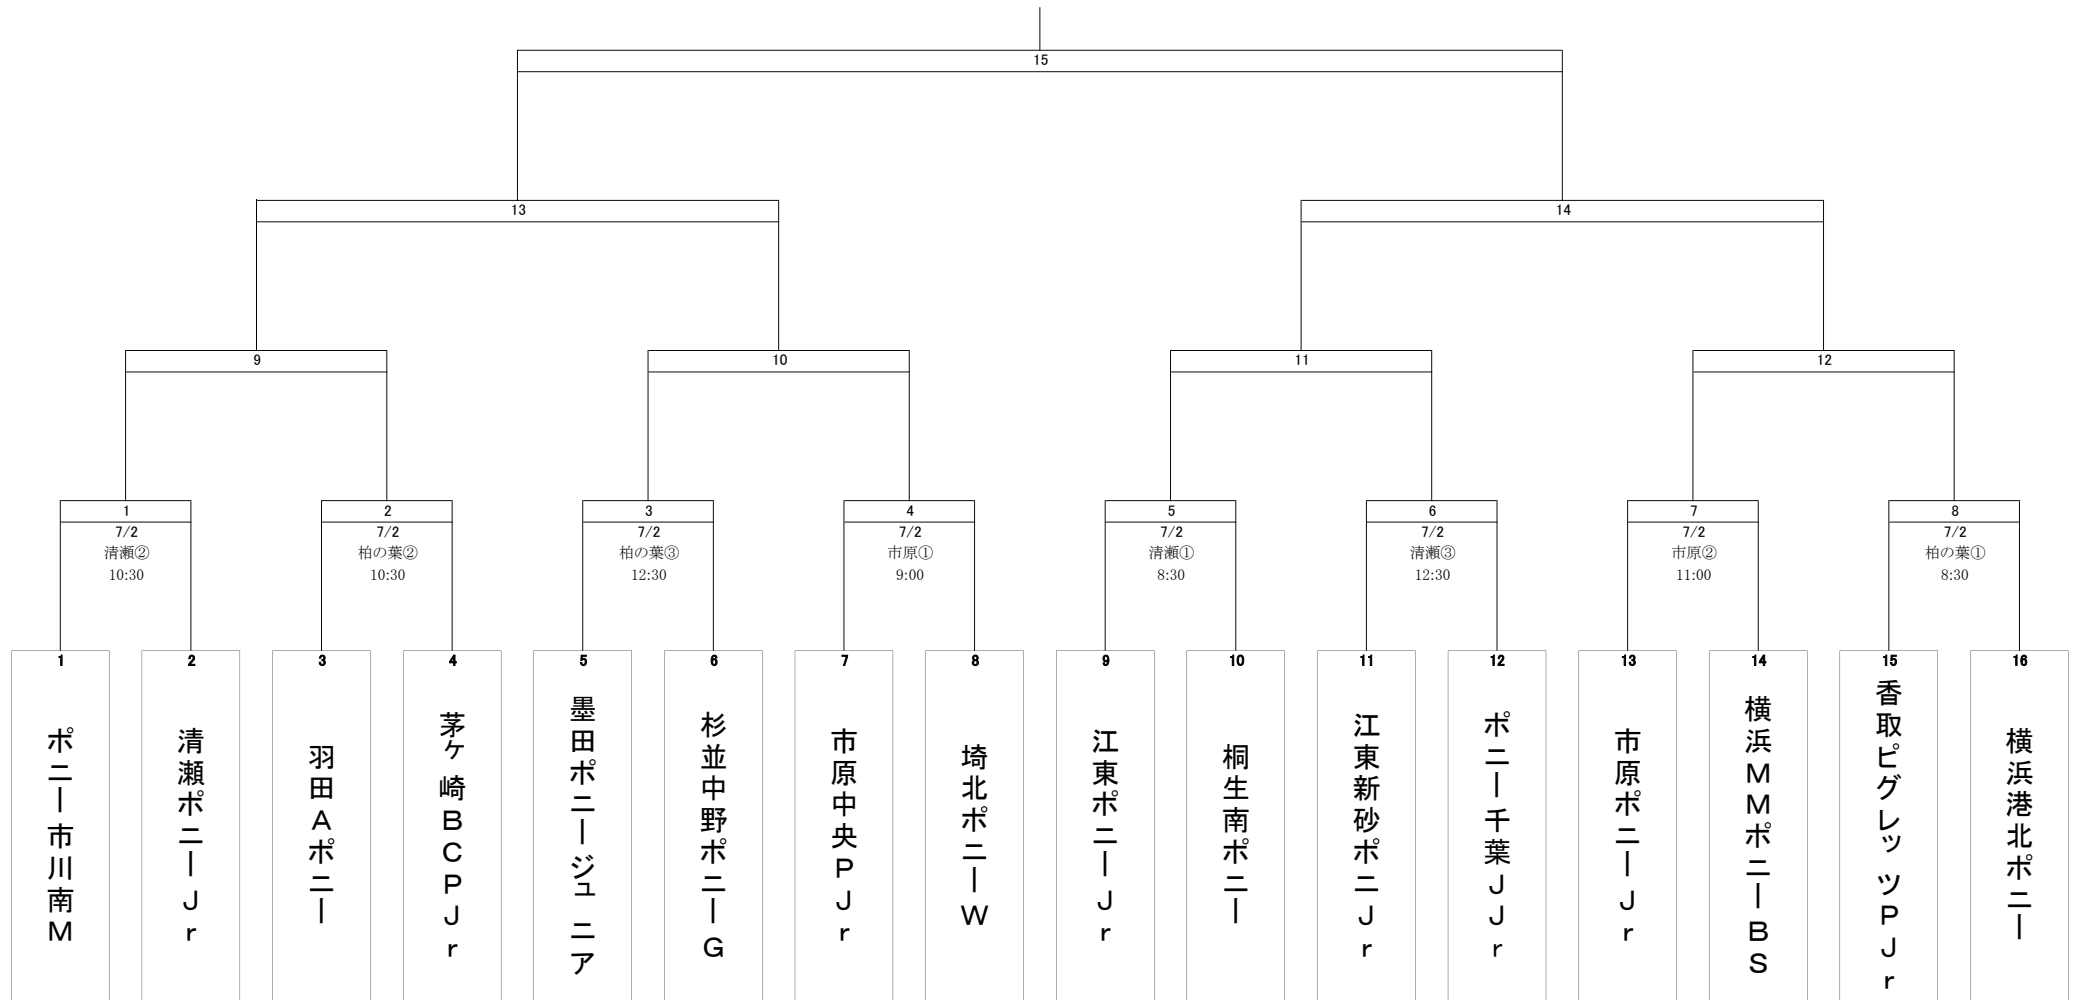 15
13
14
9
10
11
12
1
2
3
4
5
6
7
8
7/2
7/2
7/2
7/2
7/2
7/2
7/2
7/2
清瀬②
柏の葉②
柏の葉③
市原①
清瀬①
清瀬③
市原②
柏の葉①
10:30
10:30
12:30
9:00
8:30
12:30
11:00
8:30
1
2
3
4
5
6
7
8
9
10
11
12
13
14
15
16
ポニー市川南M
清瀬ポニーJr
羽田Aポニー
茅ヶ崎BCPJr
墨田ポニージュニア
杉並中野ポニーG
市原中央PJr
埼北ポニーW
江東ポニーJr
桐生南ポニー
江東新砂ポニJr
ポニー千葉JJr
市原ポニーJr
横浜MMポニーBS
香取ピグレッツPJr
横浜港北ポニー